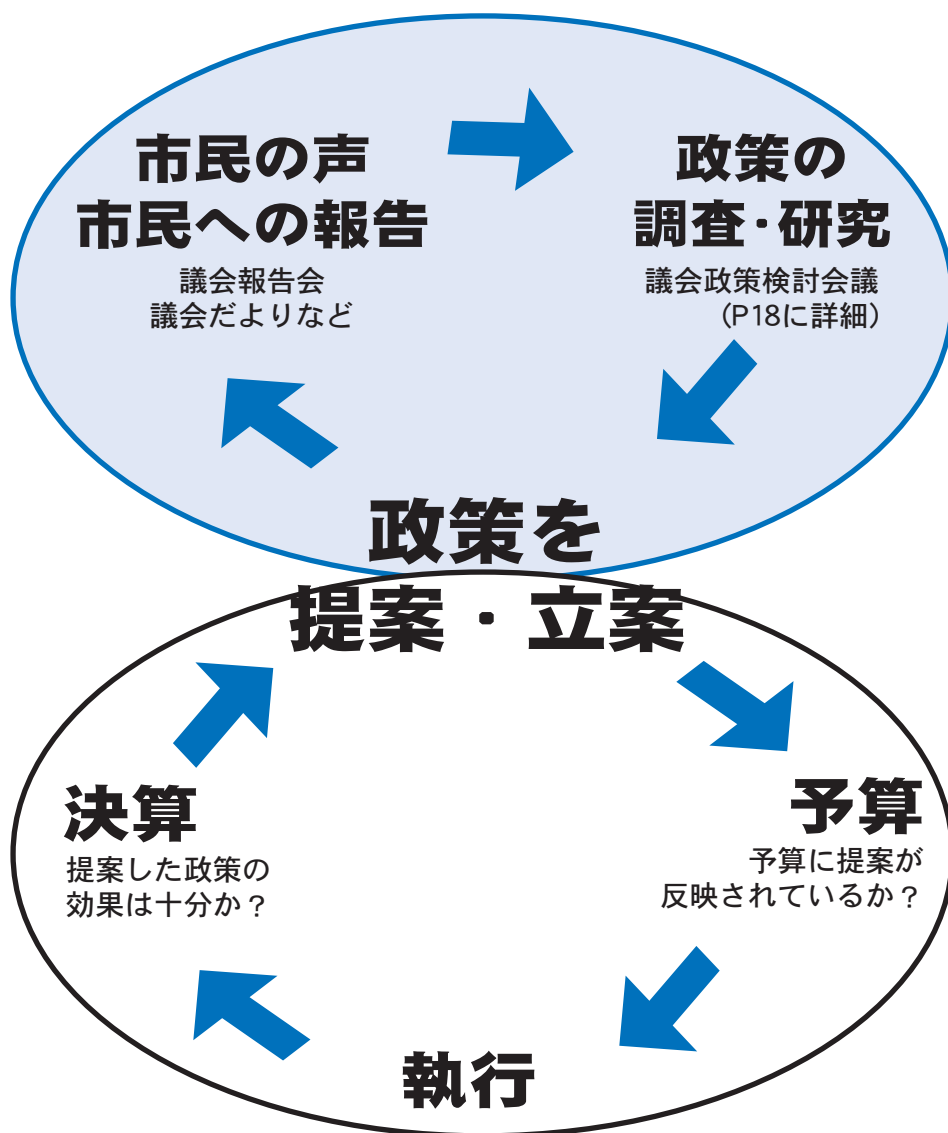 市民の声
市民への報告
議会報告会
議会だよりなど
政策の
調査・研究
議会政策検討会議
(P18に詳細)
政策を
提案・立案
決算
提案した政策の
効果は十分か?
予算
予算に提案が
反映されているか?
執行